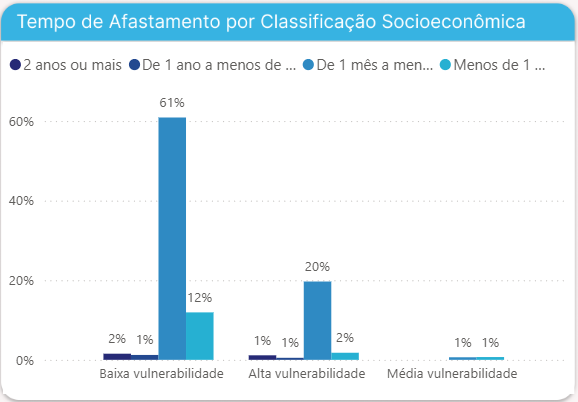 Tempo de Afastamento por Classificação Socioeconômica
2 anos ou mais De 1 ano a menos de ... De 1 mês a men... Menos de 1 ...
61%
60%
40%
20%
20%
12%
2% 1% 1% 1% 2% 1% 1%
0%
Baixa vulnerabilidade Alta vulnerabilidade Média vulnerabilidade